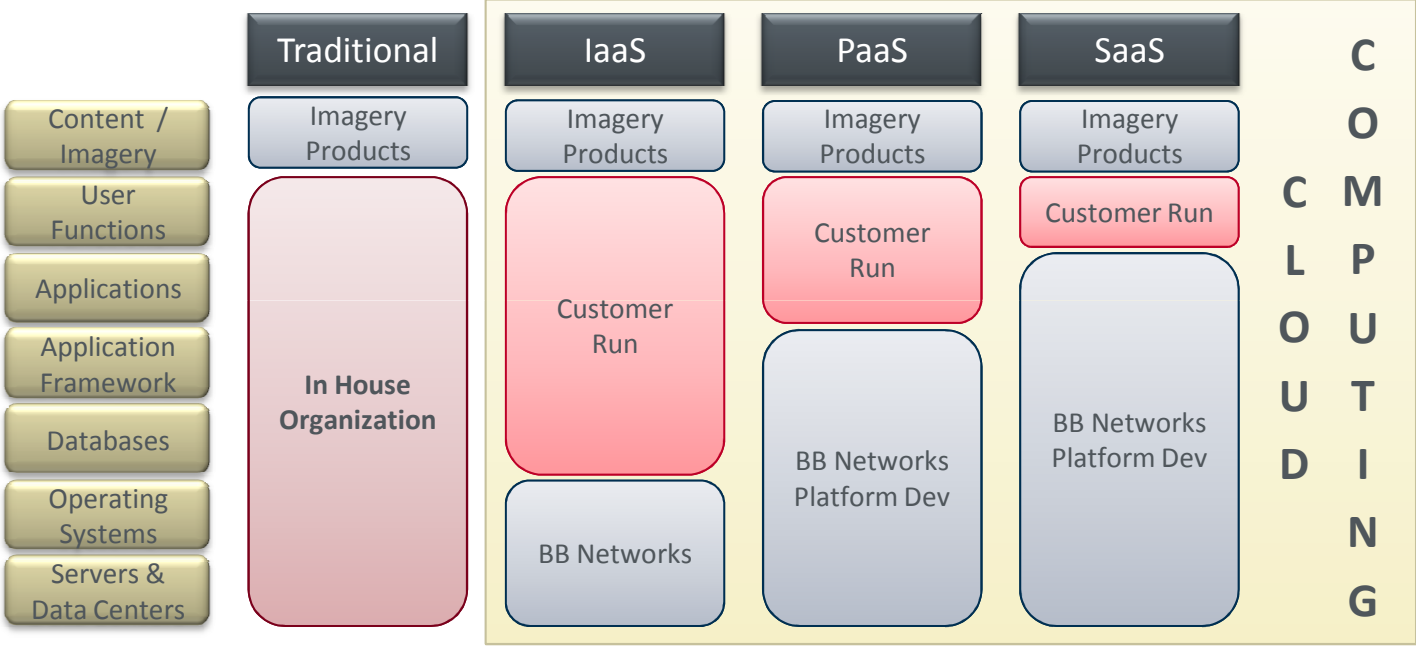 Traditional
IaaS
PaaS
SaaS
Content /
Imagery
User
Functions
Applications
Application
Framework
Databases
Operating
Systems
Servers &
Data Centers
Imagery
Products
In House
Organization
Imagery
Products
Customer
Run
BB Networks
Imagery
Products
Customer
Run
BB Networks
Platform Dev
Imagery
Products
Customer Run
BB Networks
Platform Dev
CLOUD
COMPUTING